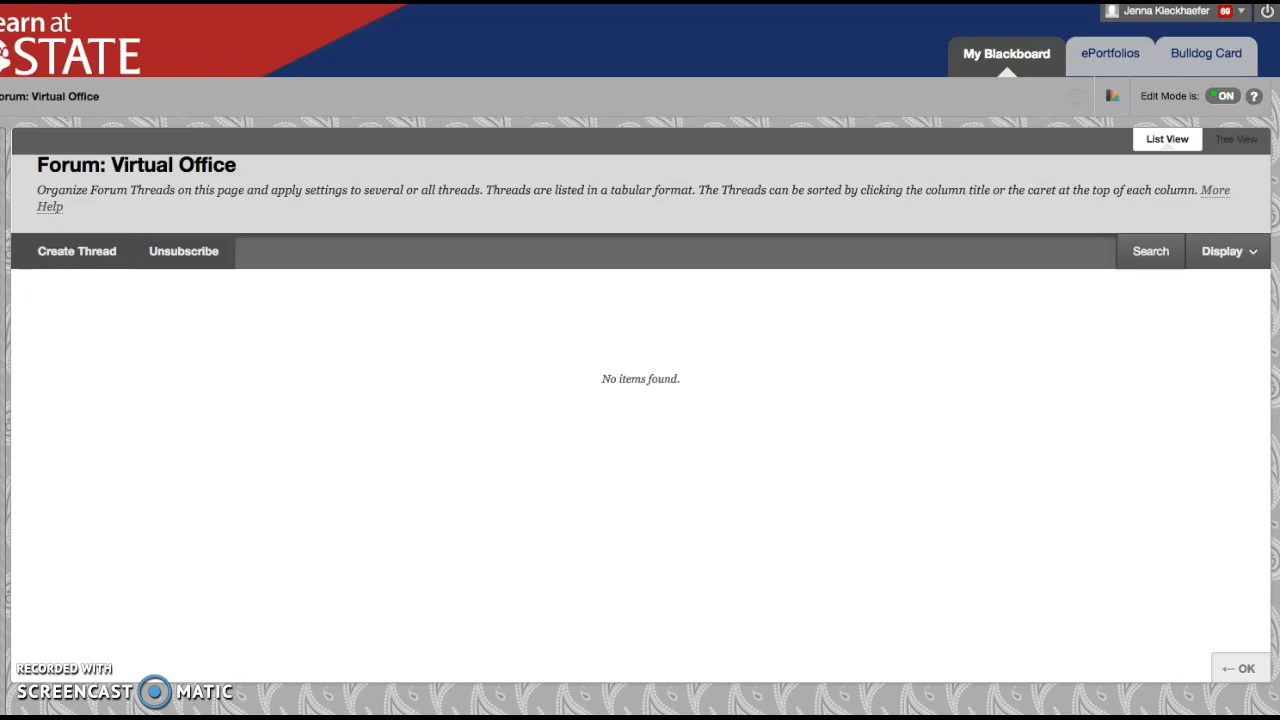 earn at
STATE
Jenna Kleckhaefer 69
My Blackboard
ePortfolios
Bulldog Card
orum: Virtual Office
Edit Mode is: ON ?
List View
Tree View
Forum: Virtual Office
Organize Forum Threads on this page and apply settings to several or all threads. Threads are listed in a tabular format. The Threads can be sorted by clicking the column title or the caret at the top of each column. More
Help
Create Thread
Unsubscribe
Search
Display
No items found.
← OK
RECORDED WITH
SCREENCAST MATIC